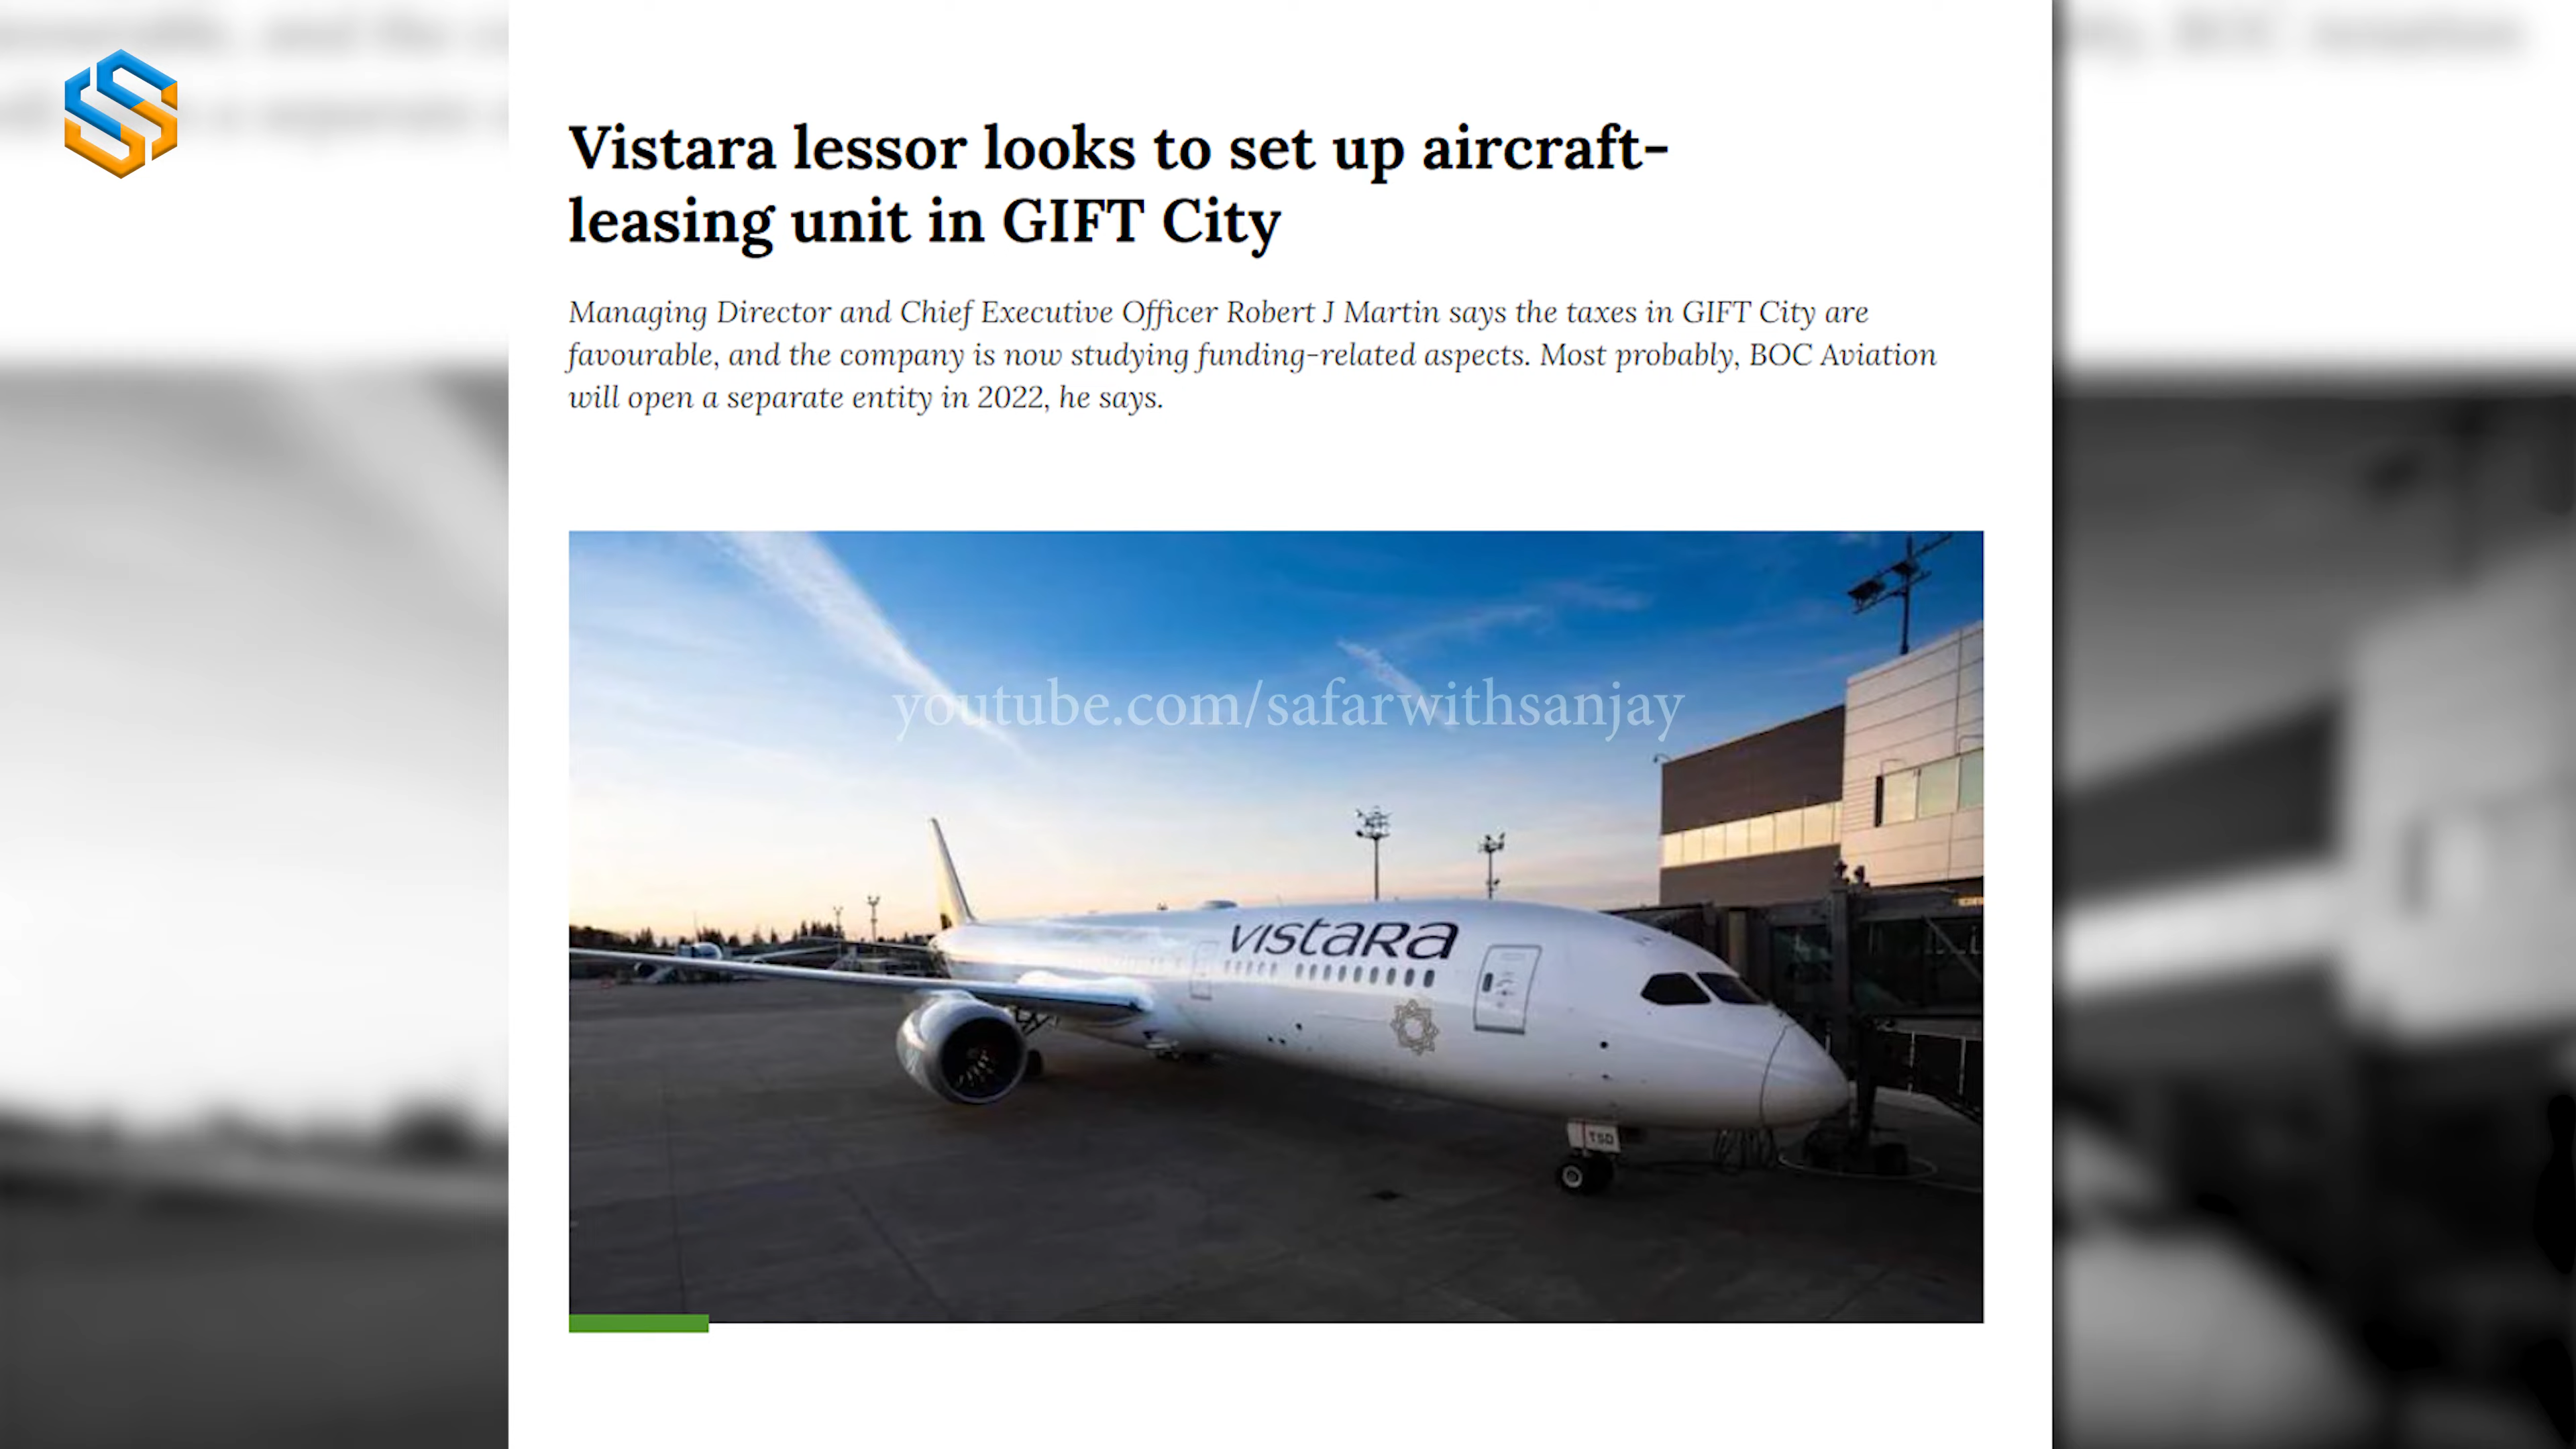 Vistara lessor looks to set up aircraft-
leasing unit in GIFT City
Managing Director and Chief Executive Officer Robert J Martin says the taxes in GIFT City are
favourable, and the company is now studying funding-related aspects. Most probably, BOC Aviation
will open a separate entity in 2022, he says.
youtube.com/safarwithsanjay
vistara
TSD